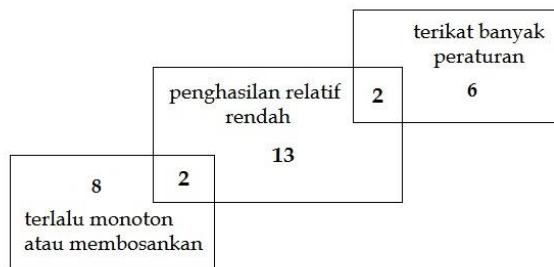 terikat banyak
peraturan
6
2
penghasilan relatif
rendah
13
2
8
terlalu monoton
atau membosankan